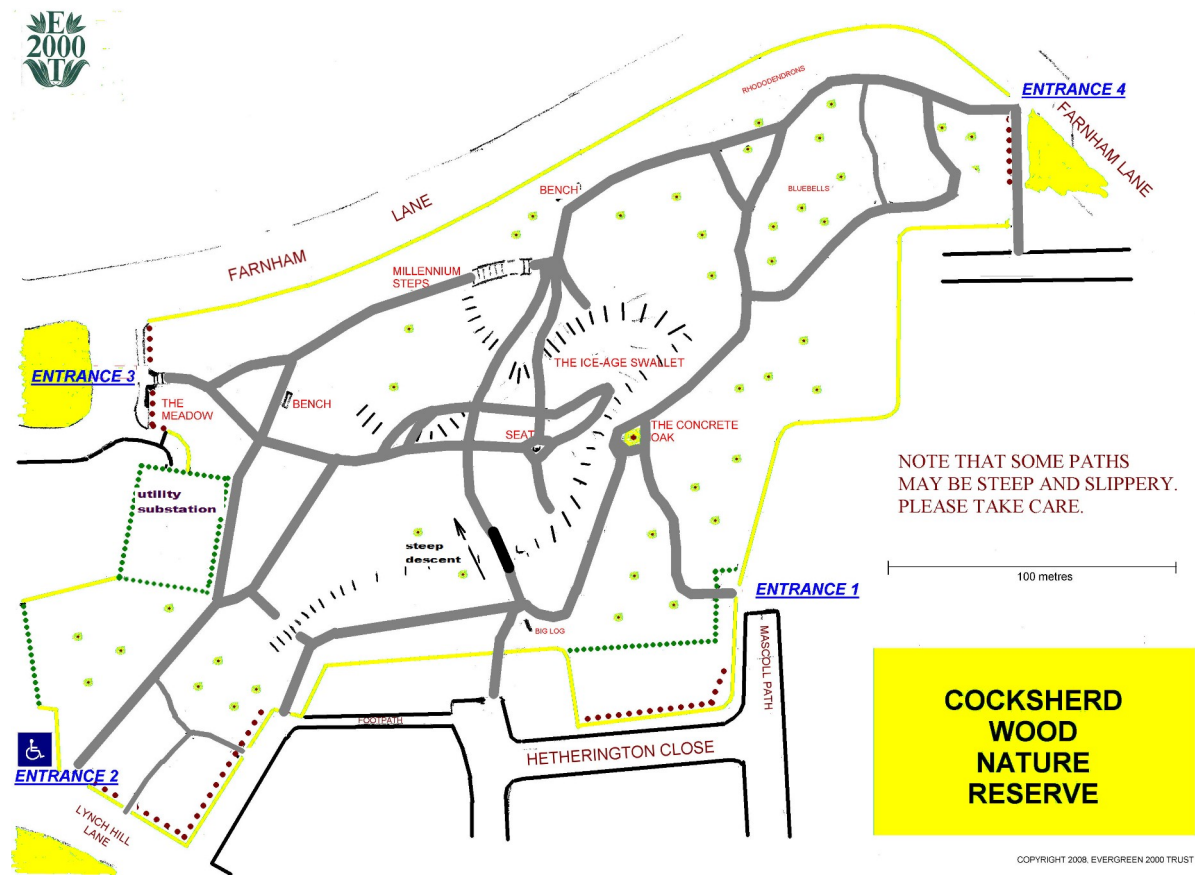 E
2000
T
RHODODENDRONS
ENTRANCE 4
FARNHAM LANE
BENCH
BLUEBELLS
LANE
FARNHAM
MILLENNIUM
STEPS
THE ICE-AGE SWALLET
ENTRANCE 3
THE
MEADOW
BENCH
SEAT
THE CONCRETE
OAK
NOTE THAT SOME PATHS
MAY BE STEEP AND SLIPPERY.
PLEASE TAKE CARE.
utility
substation
steep
descent
100 metres
ENTRANCE 1
BIG LOG
MASCOLL PATH
FOOTPATH
HETHERINGTON CLOSE
ENTRANCE 2
LYNCH HILL
LANE
COCKSHERD
WOOD
NATURE
RESERVE
COPYRIGHT 2008. EVERGREEN 2000 TRUST